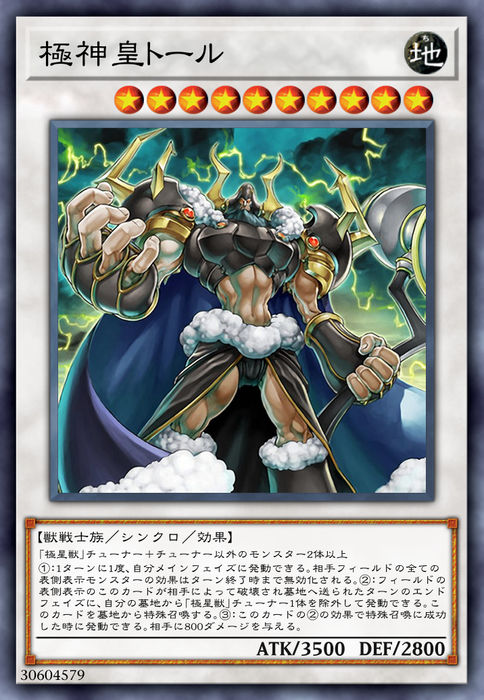 極神皇トール
ち
地
【獣戦士族／シンクロ／効果】
「極星獣」チューナー＋チューナー以外のモンスター2体以上
①：1ターンに1度、自分メインフェイズに発動できる。相手フィールドの全ての
表側表示モンスターの効果はターン終了時まで無効化される。②：フィールドの
表側表示のこのカードが相手によって破壊され墓地へ送られたターンのエンド
フェイズに、自分の墓地から「極星獣」チューナー1体を除外して発動できる。こ
のカードを墓地から特殊召喚する。③：このカードの②の効果で特殊召喚に成功
した時に発動できる。相手に800ダメージを与える。
ATK/3500 DEF/2800
30604579